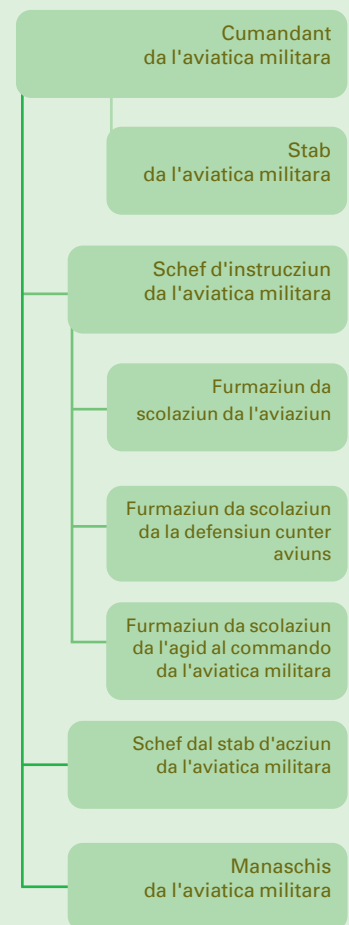 Cumandant
da l'aviatica militara
Stab
da l'aviatica militara
Schef d'instrucziun
da l'aviatica militara
Furmaziun da
scolaziun da l'aviaziun
Furmaziun da scolaziun
da la defensiun cunter
aviuns
Furmaziun da scolaziun
da l'agid al commando
da l'aviatica militara
Schef dal stab d'acziun
da l'aviatica militara
Manaschis
da l'aviatica militara